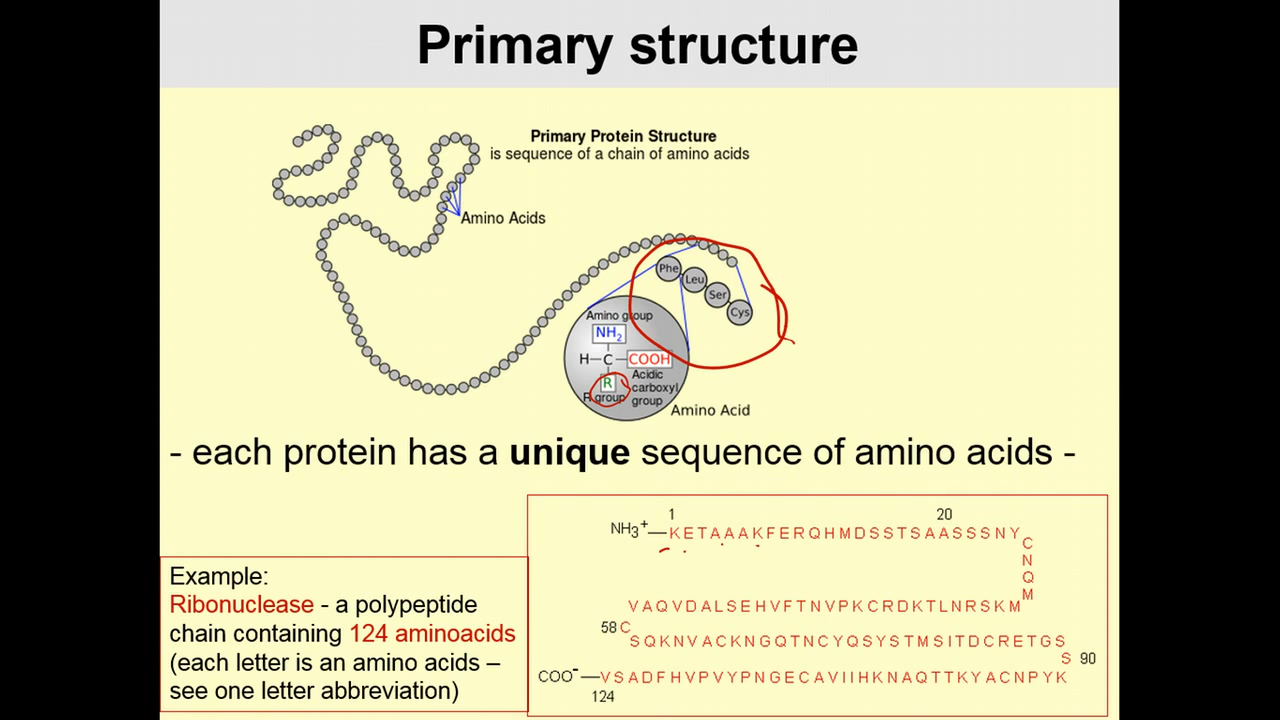 Primary structure
Primary Protein Structure
is sequence of a chain of amino acids
Amino Acids
Phe
Leu
Ser
Cys
Amino group
NH2
H C COOH
R
Acidic
carboxyl
group
R group
Amino Acid
- each protein has a unique sequence of amino acids -
Example:
Ribonuclease - a polypeptide
chain containing 124 aminoacids
(each letter is an amino acids –
see one letter abbreviation)
1 20
NH3+ KETAAAKFERQHMDSSTSAASSSNY
C
N
Q
M
VAQVDALSEHVFTNVPKCRDKTLNRSKM
58 C
SQKNVACKNGQTNCYQSYSTMSITDCRETGS
S 90
COO- VSADFHVPVYPNGECAVIIHKNAQTTKYACNPYK
124